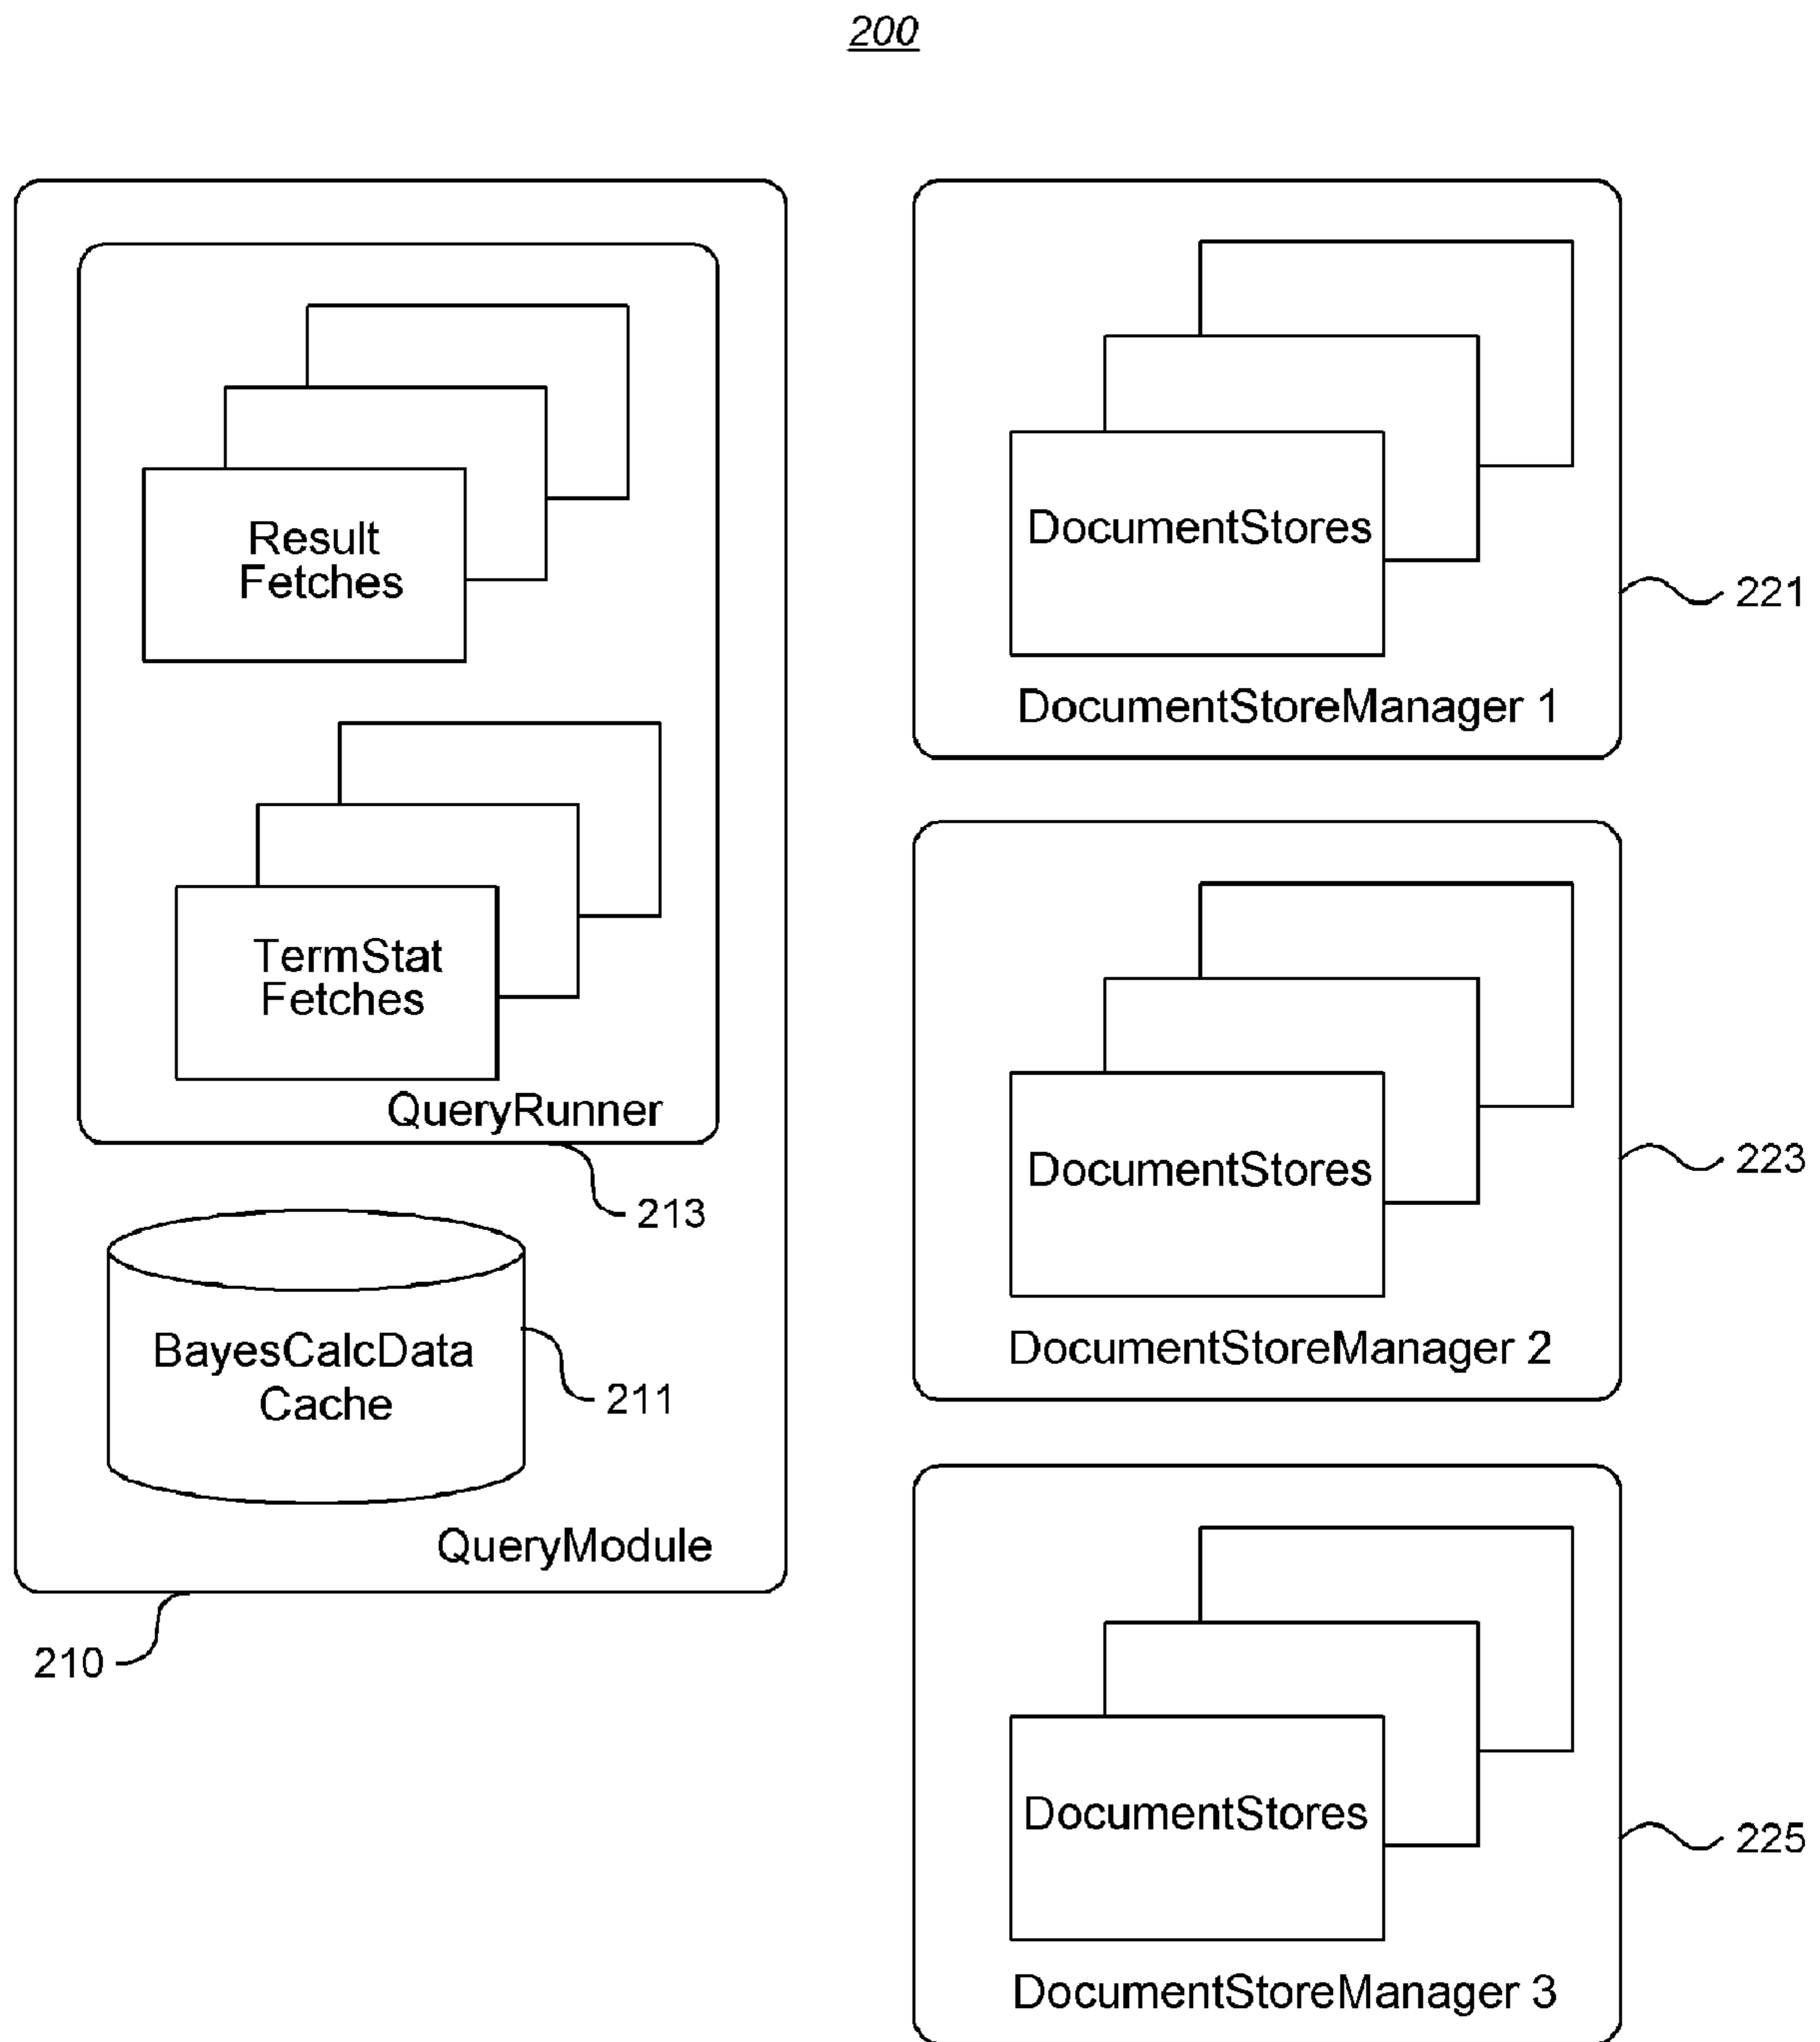 200
Result
Fetches
TermStat
Fetches
QueryRunner
213
BayesCalcData
Cache
211
QueryModule
210
DocumentStores
DocumentStoreManager 1
221
DocumentStores
DocumentStoreManager 2
223
DocumentStores
DocumentStoreManager 3
225